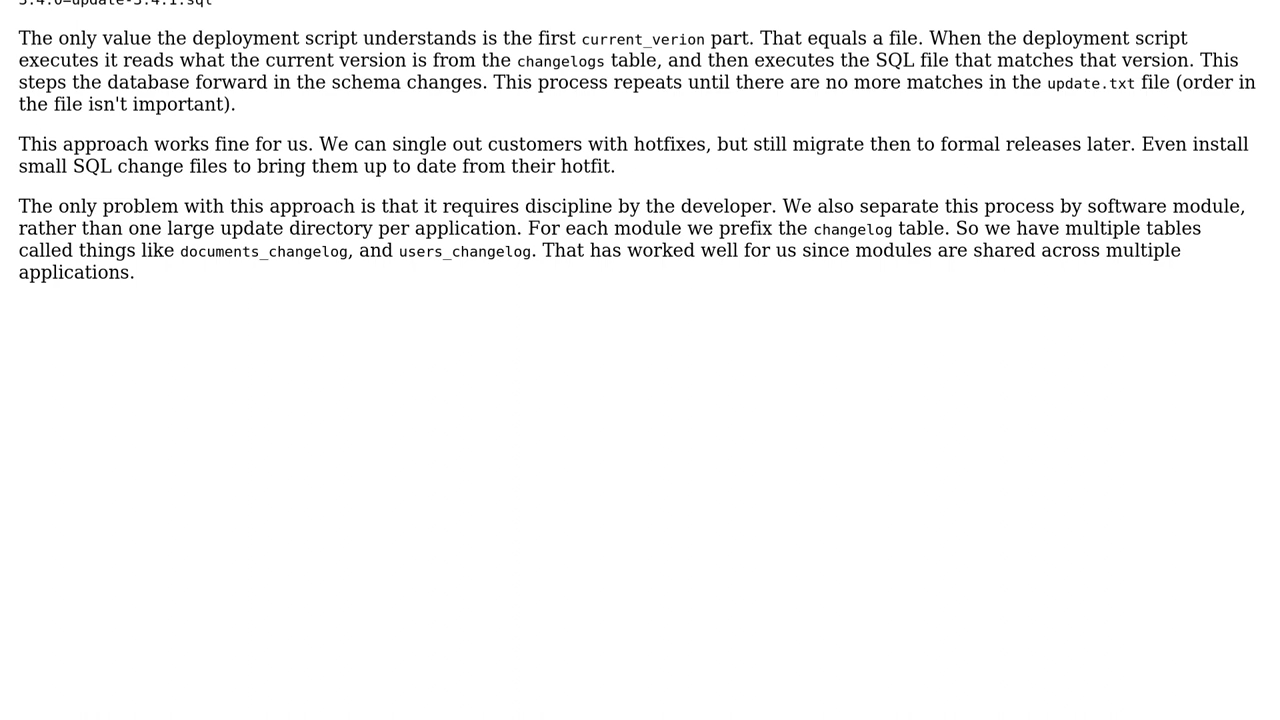 3.4.0=update-3.4.1.sql
The only value the deployment script understands is the first current_verion part. That equals a file. When the deployment script
executes it reads what the current version is from the changelogs table, and then executes the SQL file that matches that version. This
steps the database forward in the schema changes. This process repeats until there are no more matches in the update.txt file (order in
the file isn't important).
This approach works fine for us. We can single out customers with hotfixes, but still migrate then to formal releases later. Even install
small SQL change files to bring them up to date from their hotfit.
The only problem with this approach is that it requires discipline by the developer. We also separate this process by software module,
rather than one large update directory per application. For each module we prefix the changelog table. So we have multiple tables
called things like documents_changelog, and users_changelog. That has worked well for us since modules are shared across multiple
applications.